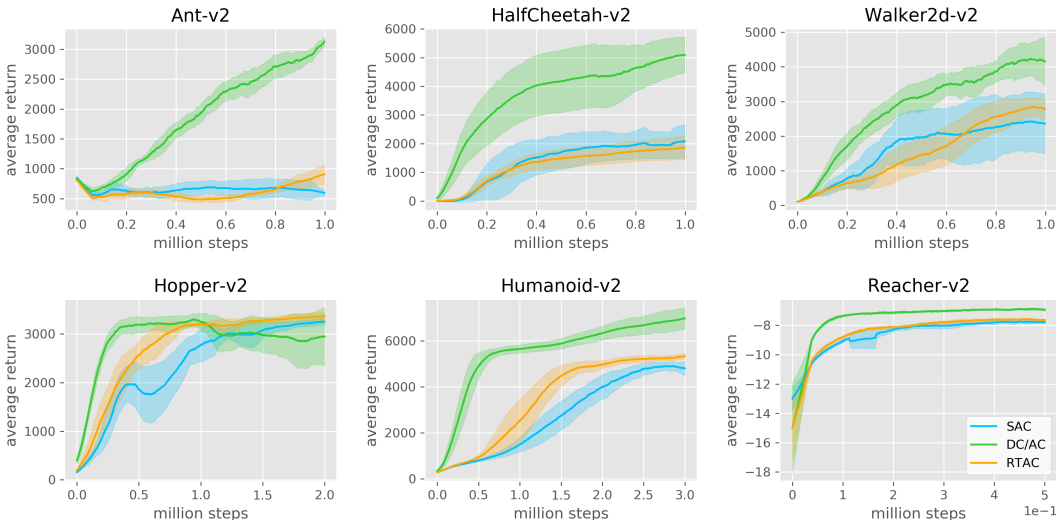 Ant-v2
average return
3000
2500
2000
1500
1000
500
0.0 0.2 0.4 0.6 0.8 1.0
million steps
HalfCheetah-v2
average return
6000
5000
4000
3000
2000
1000
0
0.0 0.2 0.4 0.6 0.8 1.0
million steps
Walker2d-v2
average return
5000
4000
3000
2000
1000
0
0.0 0.2 0.4 0.6 0.8 1.0
million steps
Hopper-v2
average return
3000
2000
1000
0
0.0 0.5 1.0 1.5 2.0
million steps
Humanoid-v2
average return
6000
4000
2000
0
0.0 0.5 1.0 1.5 2.0 2.5 3.0
million steps
Reacher-v2
average return
−8
−10
−12
−14
−16
−18
SAC
DC/AC
RTAC
0 1 2 3 4 5
1e−1
million steps